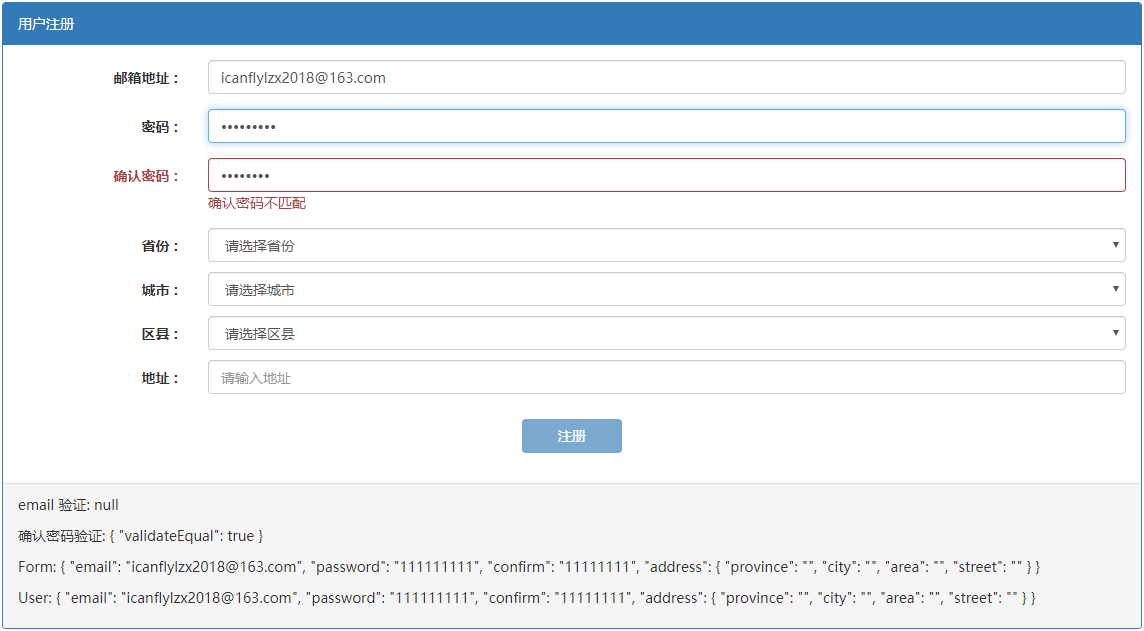 用户注册
邮箱地址：
icanflylzx2018@163.com
密码：
•••••••••
确认密码：
••••••••
确认密码不匹配
省份：
请选择省份
城市：
请选择城市
区县：
请选择区县
地址：
请输入地址
注册
email 验证: null
确认密码验证: { "validateEqual": true }
Form: { "email": "icanflylzx2018@163.com", "password": "111111111", "confirm": "11111111", "address": { "province": "", "city": "", "area": "", "street": "" } }
User: { "email": "icanflylzx2018@163.com", "password": "111111111", "confirm": "11111111", "address": { "province": "", "city": "", "area": "", "street": "" } }